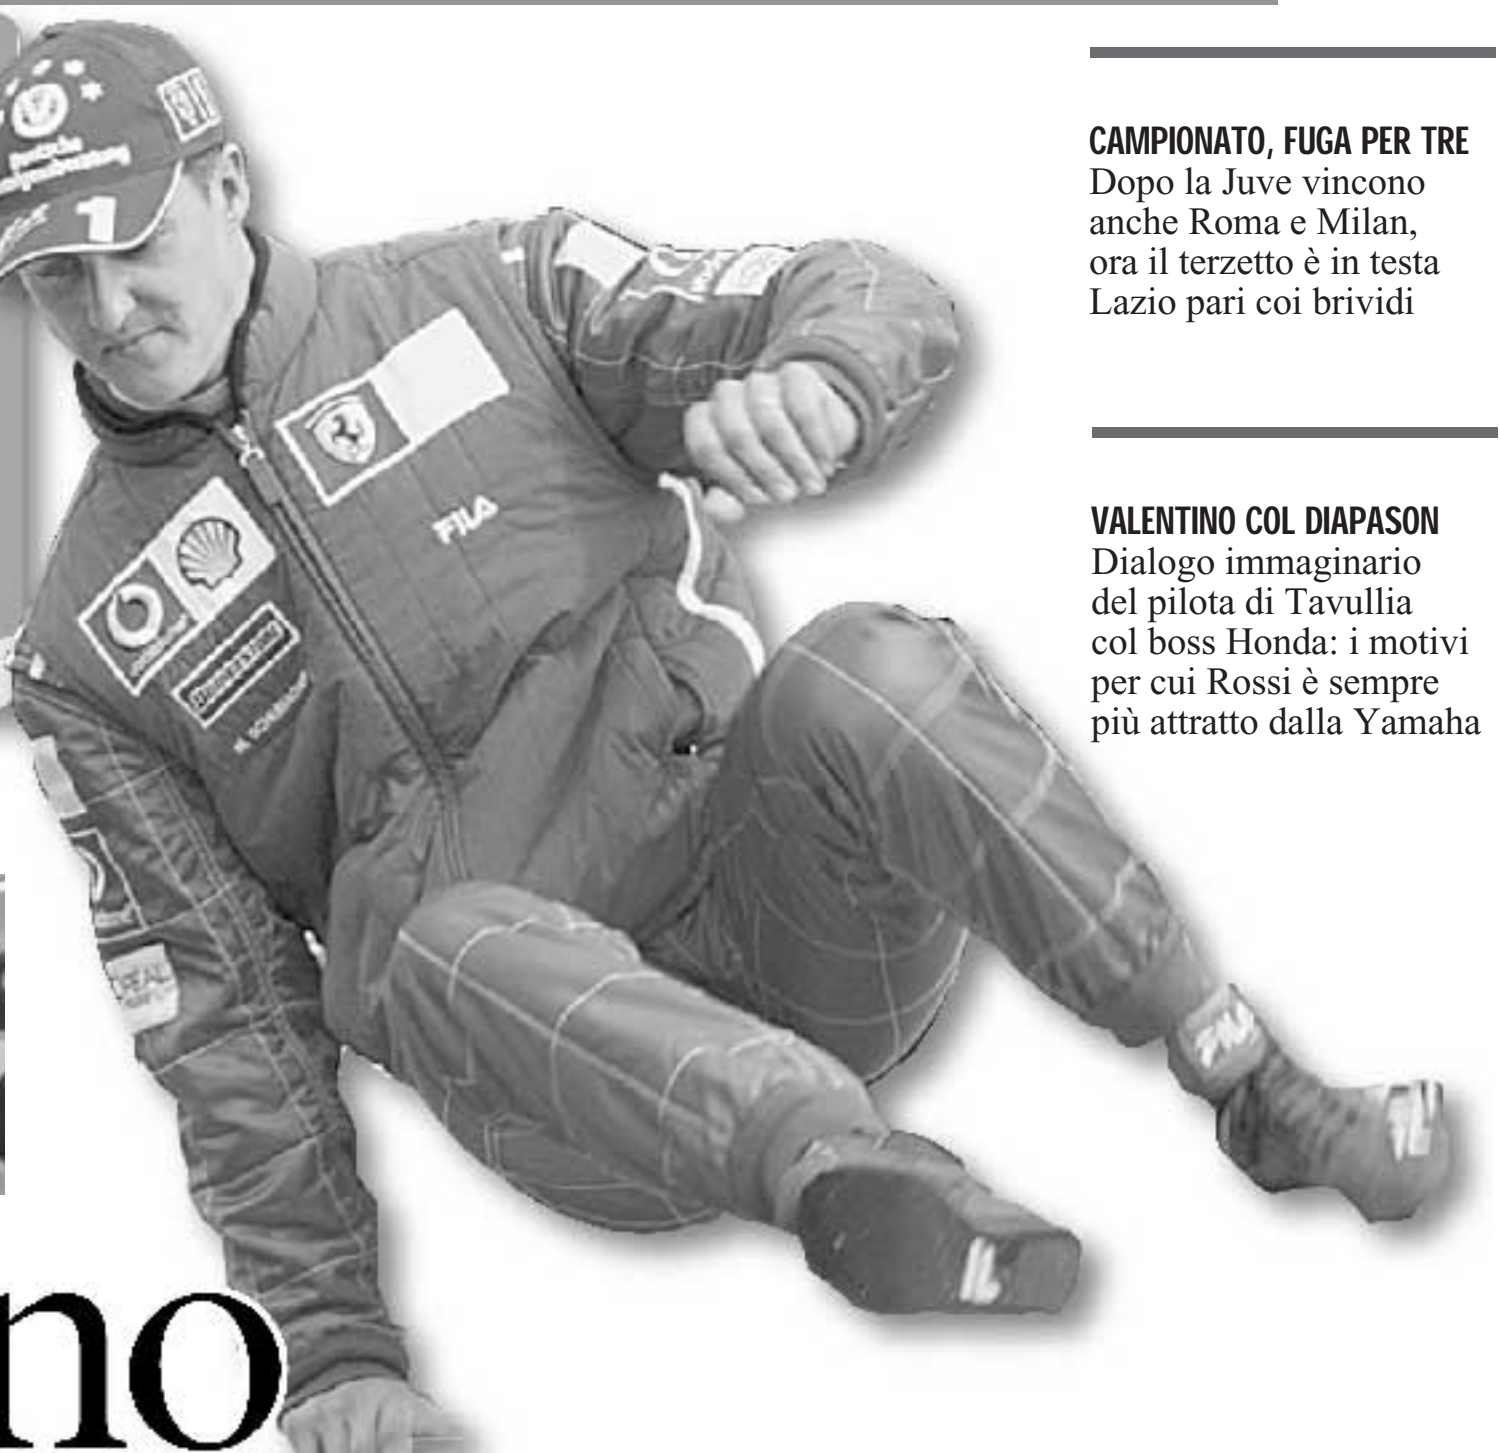 1
FILA
CAMPIONATO, FUGA PER TRE
Dopo la Juve vincono
anche Roma e Milan,
ora il terzetto è in testa
Lazio pari coi brividi
VALENTINO COL DIAPASON
Dialogo immaginario
del pilota di Tavullia
col boss Honda: i motivi
per cui Rossi è sempre
più attratto dalla Yamaha
FILA
no